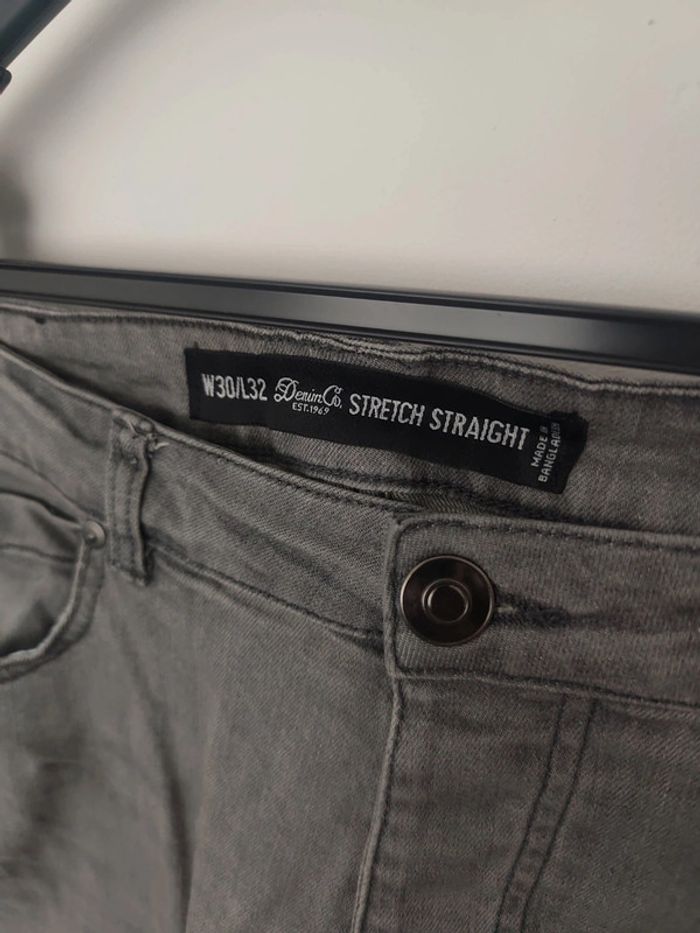 W30/L32 Denim Co. STRETCH STRAIGHT
EST.1969
MADE IN
BANGLADESH